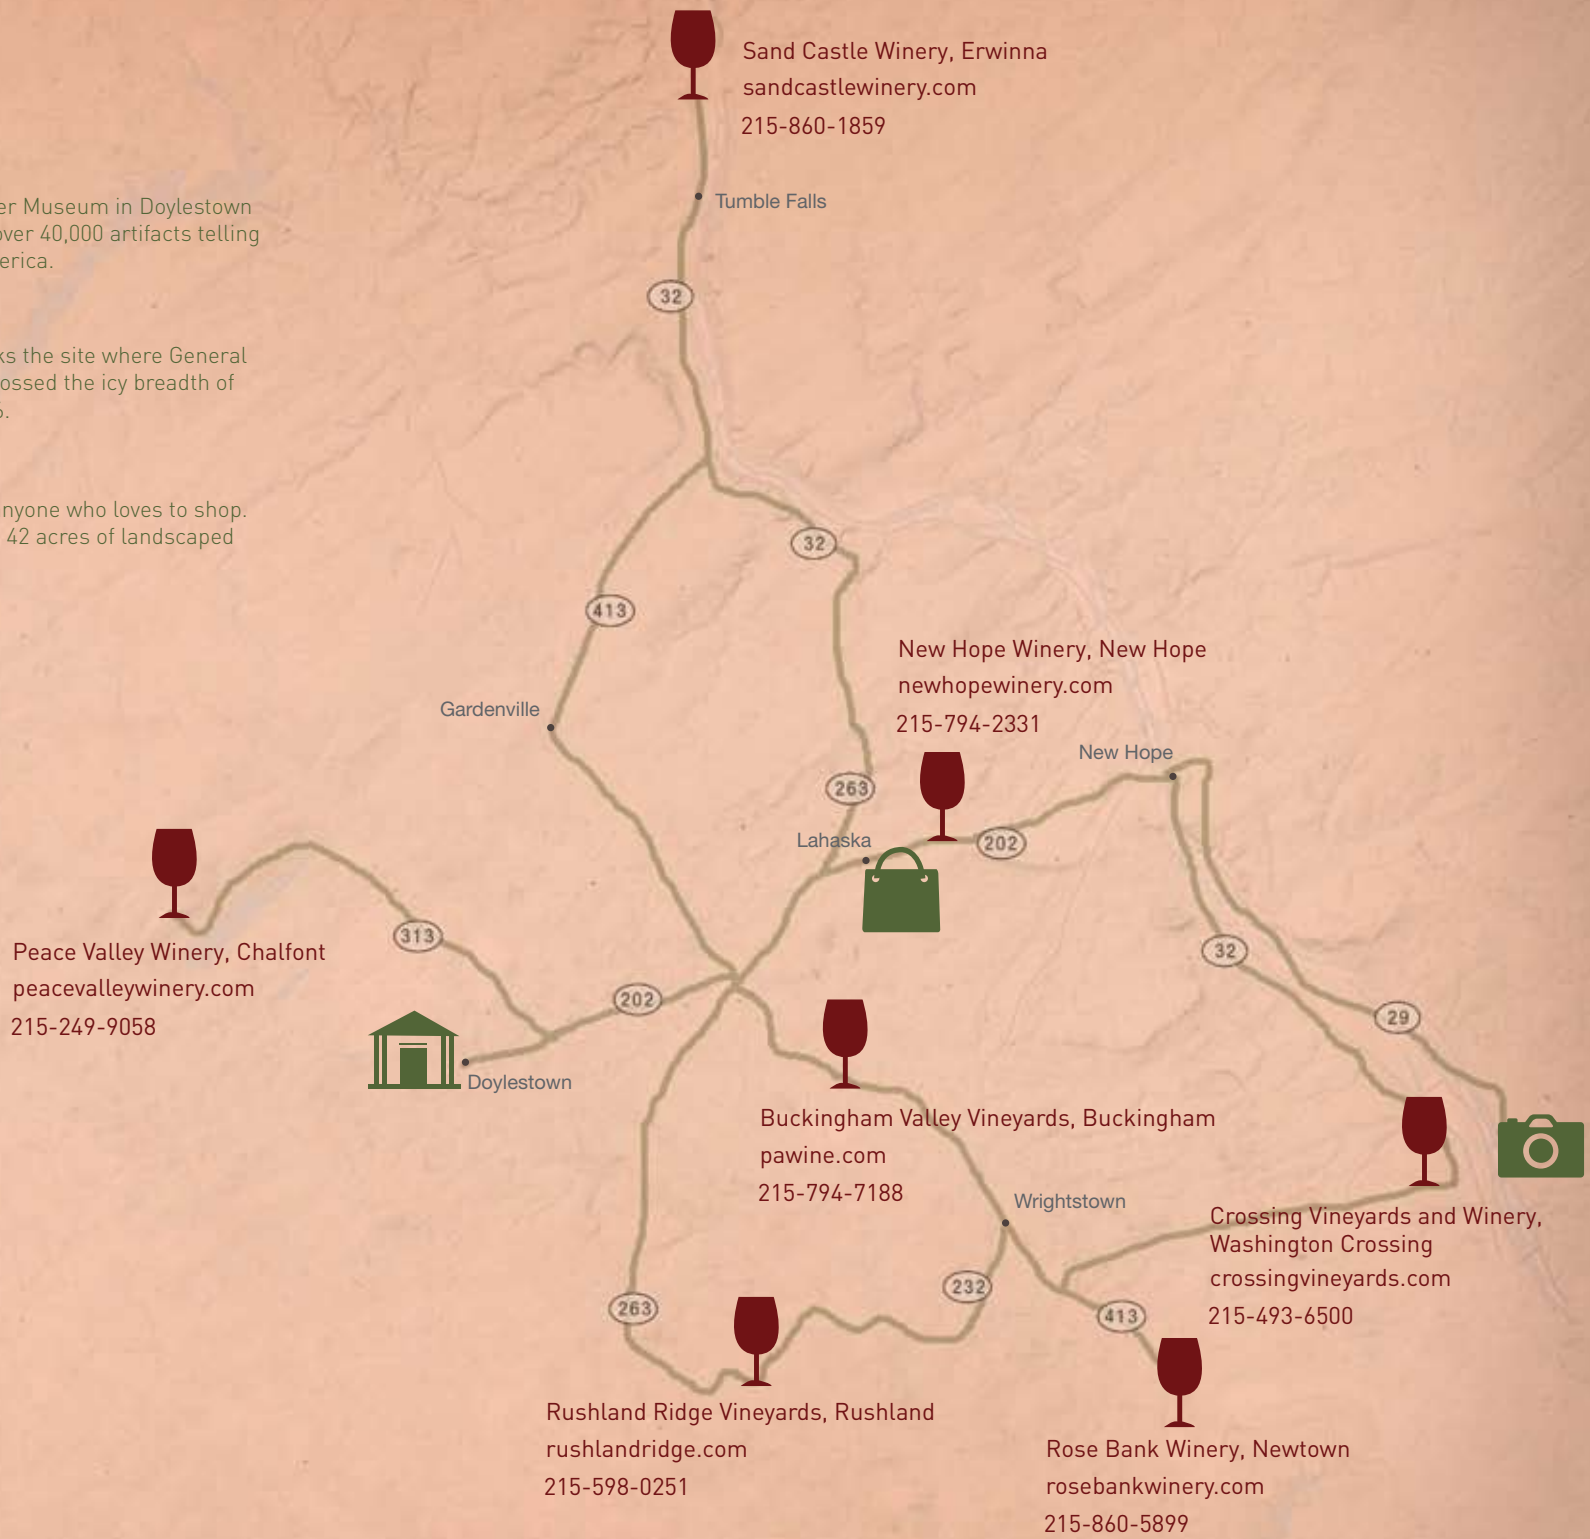 Sand Castle Winery, Erwinna
sandcastlewinery.com
215-860-1859
er Museum in Doylestown
over 40,000 artifacts telling
erica.
Tumble Falls
32
ks the site where General
ossed the icy breadth of
nyone who loves to shop.
42 acres of landscaped
32
413
New Hope Winery, New Hope
newhopewinery.com
215-794-2331
Gardenville
New Hope
263
Lahaska
202
Peace Valley Winery, Chalfont
peacevalleywinery.com
215-249-9058
313
202
32
29
Doylestown
Buckingham Valley Vineyards, Buckingham
pawine.com
215-794-7188
Wrightstown
Crossing Vineyards and Winery,
Washington Crossing
crossingvineyards.com
215-493-6500
232
263
413
Rushland Ridge Vineyards, Rushland
rushlandridge.com
215-598-0251
Rose Bank Winery, Newtown
rosebankwinery.com
215-860-5899